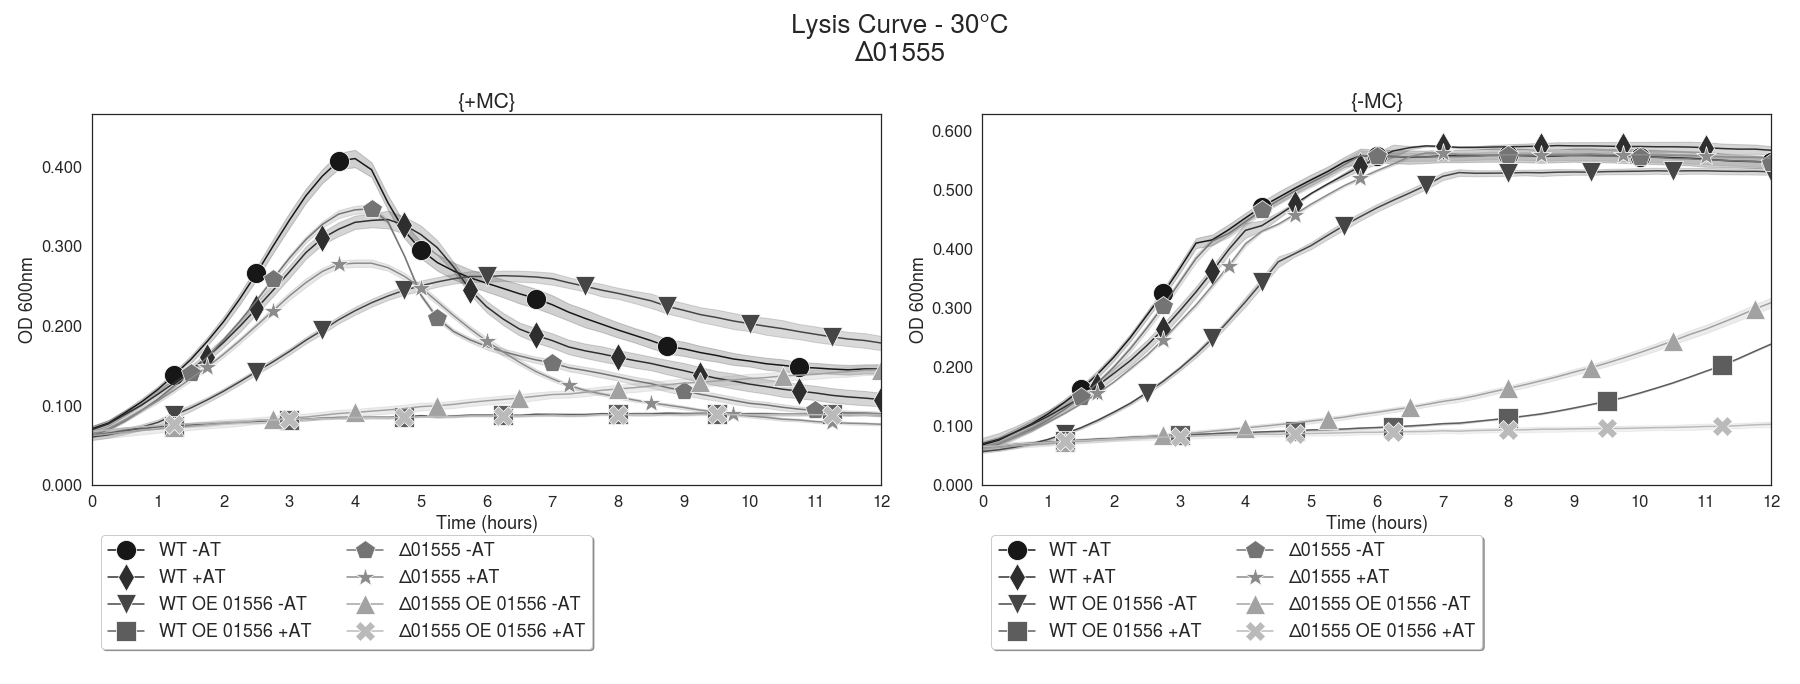 Lysis Curve - 30°C
Δ01555
{+MC}
OD 600nm
0.400
0.300
0.200
0.100
0.000
0 1 2 3 4 5 6 7 8 9 10 11 12
Time (hours)
WT -AT
WT +AT
WT OE 01556 -AT
WT OE 01556 +AT
Δ01555 -AT
Δ01555 +AT
Δ01555 OE 01556 -AT
Δ01555 OE 01556 +AT
{-MC}
OD 600nm
0.600
0.500
0.400
0.300
0.200
0.100
0.000
0 1 2 3 4 5 6 7 8 9 10 11 12
Time (hours)
WT -AT
WT +AT
WT OE 01556 -AT
WT OE 01556 +AT
Δ01555 -AT
Δ01555 +AT
Δ01555 OE 01556 -AT
Δ01555 OE 01556 +AT